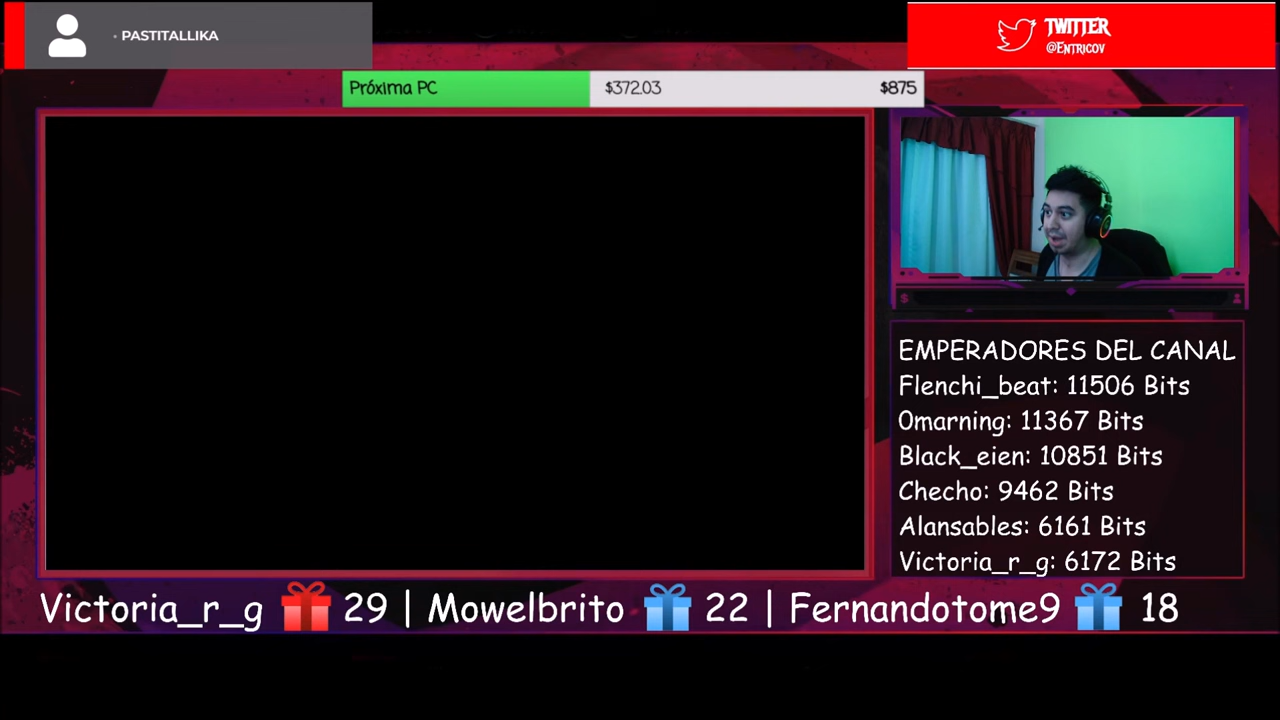 • PASTITALLIKA
TWITTER
@ENTRICOV
Próxima PC $372.03 $875
EMPERADORES DEL CANAL
Flenchi_beat: 11506 Bits
Omarning: 11367 Bits
Black_eien: 10851 Bits
Checho: 9462 Bits
Alansables: 6161 Bits
Victoria_r_g: 6172 Bits
Victoria_r_g 29 | Mowelbrito 22 | Fernandotome9 18